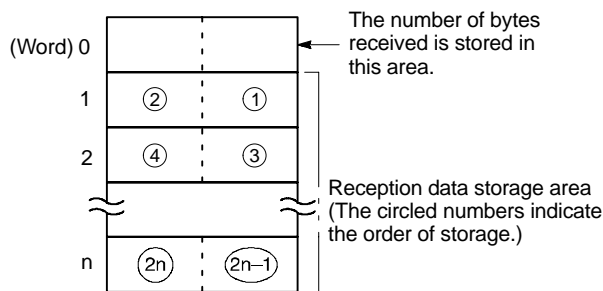 (Word) 0
The number of bytes
received is stored in
this area.
1 ② ①
2 ④ ③
Reception data storage area
(The circled numbers indicate
the order of storage.)
n 2n 2n–1